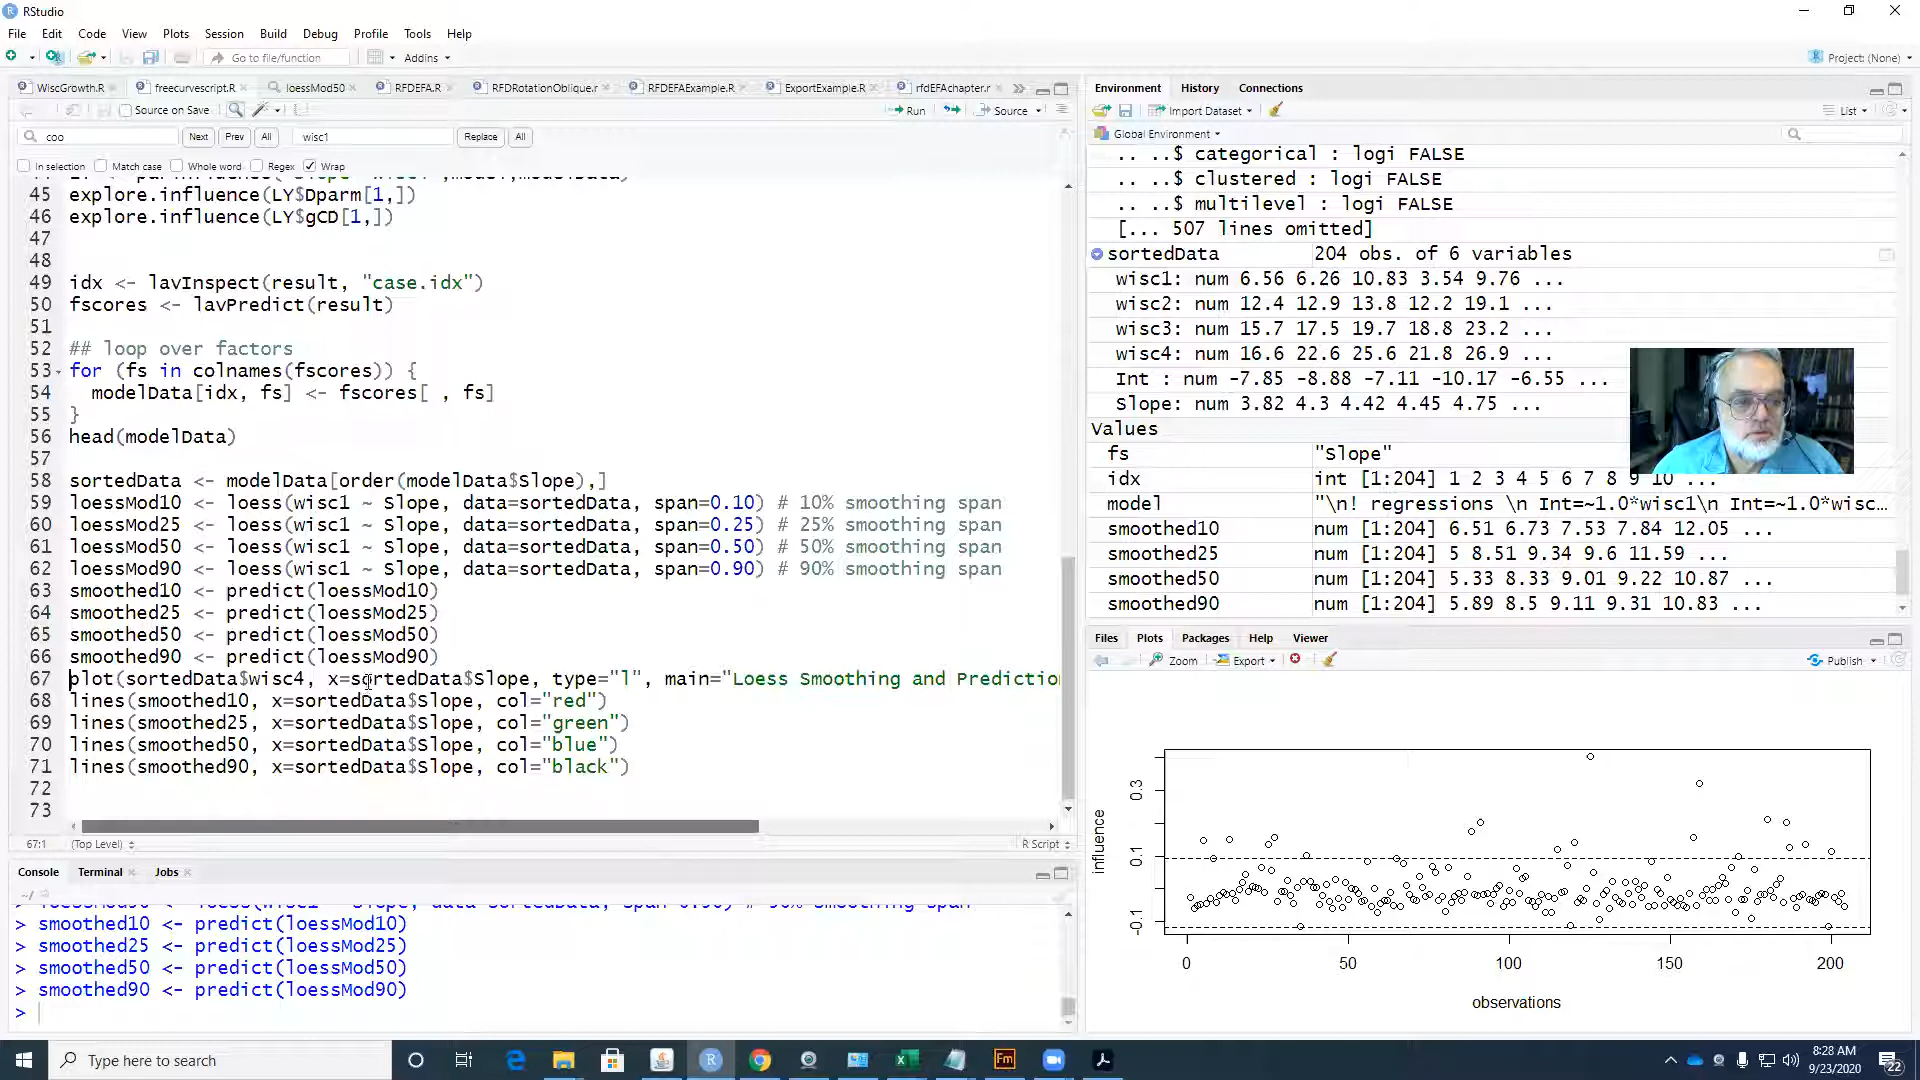 RStudio
File Edit Code View Plots Session Build Debug Profile Tools Help
Go to file/function Addins Project (None)
WiscGrowth.R freecurvescript.R loessMod50 RFDEFA.R RFDRotationOblique.r RFDEFAExample.R ExportExample.R rfdEFAchapter.r
Source on Save Run Source
coo Next Prev All wisc1 Replace All
In selection Match case Whole word Regex Wrap
45 explore.influence(LY$Dparm[1,])
46 explore.influence(LY$gCD[1,])
47
48
49 idx <- lavInspect(result, "case.idx")
50 fscores <- lavPredict(result)
51
52 ## loop over factors
53 for (fs in colnames(fscores)) {
54 modelData[idx, fs] <- fscores[ , fs]
55 }
56 head(modelData)
57
58 sortedData <- modelData[order(modelData$Slope),]
59 loessMod10 <- loess(wisc1 ~ Slope, data=sortedData, span=0.10) # 10% smoothing span
60 loessMod25 <- loess(wisc1 ~ Slope, data=sortedData, span=0.25) # 25% smoothing span
61 loessMod50 <- loess(wisc1 ~ Slope, data=sortedData, span=0.50) # 50% smoothing span
62 loessMod90 <- loess(wisc1 ~ Slope, data=sortedData, span=0.90) # 90% smoothing span
63 smoothed10 <- predict(loessMod10)
64 smoothed25 <- predict(loessMod25)
65 smoothed50 <- predict(loessMod50)
66 smoothed90 <- predict(loessMod90)
67 plot(sortedData$wisc4, x=sortedData$Slope, type="l", main="Loess Smoothing and Predictio
68 lines(smoothed10, x=sortedData$Slope, col="red")
69 lines(smoothed25, x=sortedData$Slope, col="green")
70 lines(smoothed50, x=sortedData$Slope, col="blue")
71 lines(smoothed90, x=sortedData$Slope, col="black")
72
73
67:1 (Top Level) R Script
Console Terminal Jobs
~/
> smoothed10 <- predict(loessMod10)
> smoothed25 <- predict(loessMod25)
> smoothed50 <- predict(loessMod50)
> smoothed90 <- predict(loessMod90)
>
Environment History Connections
Import Dataset List
Global Environment
.. ..$ categorical : logi FALSE
.. ..$ clustered : logi FALSE
.. ..$ multilevel : logi FALSE
[... 507 lines omitted]
sortedData 204 obs. of 6 variables
wisc1: num 6.56 6.26 10.83 3.54 9.76 ...
wisc2: num 12.4 12.9 13.8 12.2 19.1 ...
wisc3: num 15.7 17.5 19.7 18.8 23.2 ...
wisc4: num 16.6 22.6 25.6 21.8 26.9 ...
Int : num -7.85 -8.88 -7.11 -10.17 -6.55 ...
Slope: num 3.82 4.3 4.42 4.45 4.75 ...
Values
fs "Slope"
idx int [1:204] 1 2 3 4 5 6 7 8 9 10 ...
model "\n! regressions \n Int=~1.0*wisc1\n Int=~1.0*wisc…
smoothed10 num [1:204] 6.51 6.73 7.53 7.84 12.05 ...
smoothed25 num [1:204] 5 8.51 9.34 9.6 11.59 ...
smoothed50 num [1:204] 5.33 8.33 9.01 9.22 10.87 ...
smoothed90 num [1:204] 5.89 8.5 9.11 9.31 10.83 ...
Files Plots Packages Help Viewer
Zoom Export Publish
influence
0.3
0.1
-0.1
0 50 100 150 200
observations
Type here to search
Fm
8:28 AM
9/23/2020
22